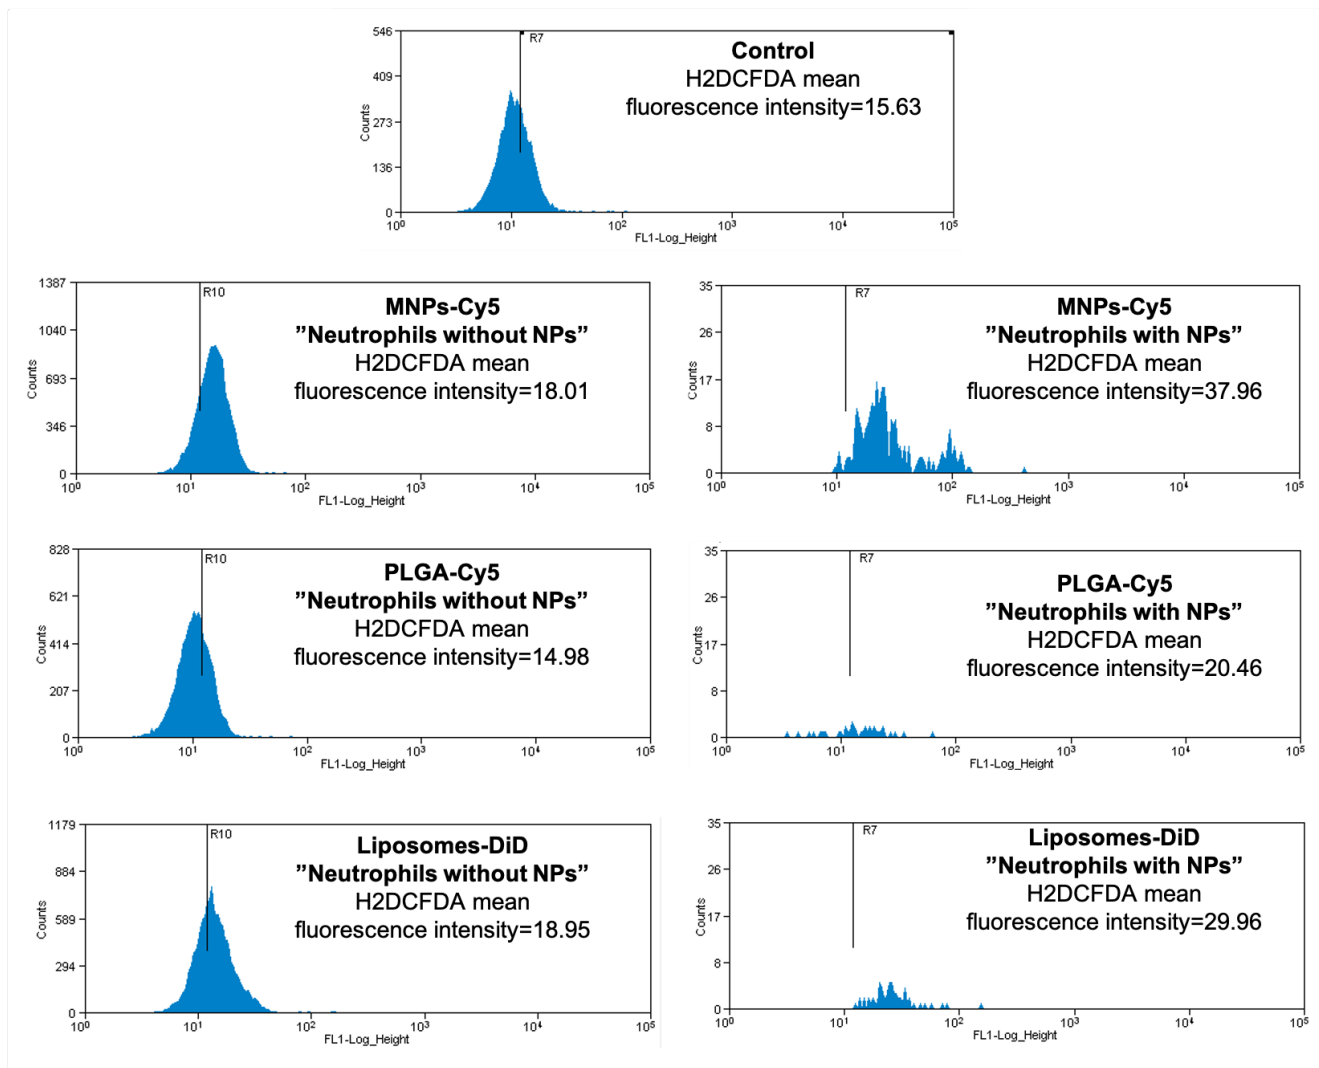 546
409
273
136
0
Counts
R7
Control
H2DCFDA mean
fluorescence intensity=15.63
10⁰ 10¹ 10² 10³ 10⁴ 10⁵
FL1-Log_Height
1387
1040
693
346
0
Counts
R10
MNPs-Cy5
”Neutrophils without NPs”
H2DCFDA mean
fluorescence intensity=18.01
10⁰ 10¹ 10² 10³ 10⁴ 10⁵
FL1-Log_Height
35
26
17
8
0
Counts
R7
MNPs-Cy5
”Neutrophils with NPs”
H2DCFDA mean
fluorescence intensity=37.96
10⁰ 10¹ 10² 10³ 10⁴ 10⁵
FL1-Log_Height
828
621
414
207
0
Counts
R10
PLGA-Cy5
”Neutrophils without NPs”
H2DCFDA mean
fluorescence intensity=14.98
10⁰ 10¹ 10² 10³ 10⁴ 10⁵
FL1-Log_Height
35
26
17
8
0
Counts
R7
PLGA-Cy5
”Neutrophils with NPs”
H2DCFDA mean
fluorescence intensity=20.46
10⁰ 10¹ 10² 10³ 10⁴ 10⁵
FL1-Log_Height
1179
884
589
294
0
Counts
R10
Liposomes-DiD
”Neutrophils without NPs”
H2DCFDA mean
fluorescence intensity=18.95
10⁰ 10¹ 10² 10³ 10⁴ 10⁵
FL1-Log_Height
35
26
17
8
0
Counts
R7
Liposomes-DiD
”Neutrophils with NPs”
H2DCFDA mean
fluorescence intensity=29.96
10⁰ 10¹ 10² 10³ 10⁴ 10⁵
FL1-Log_Height